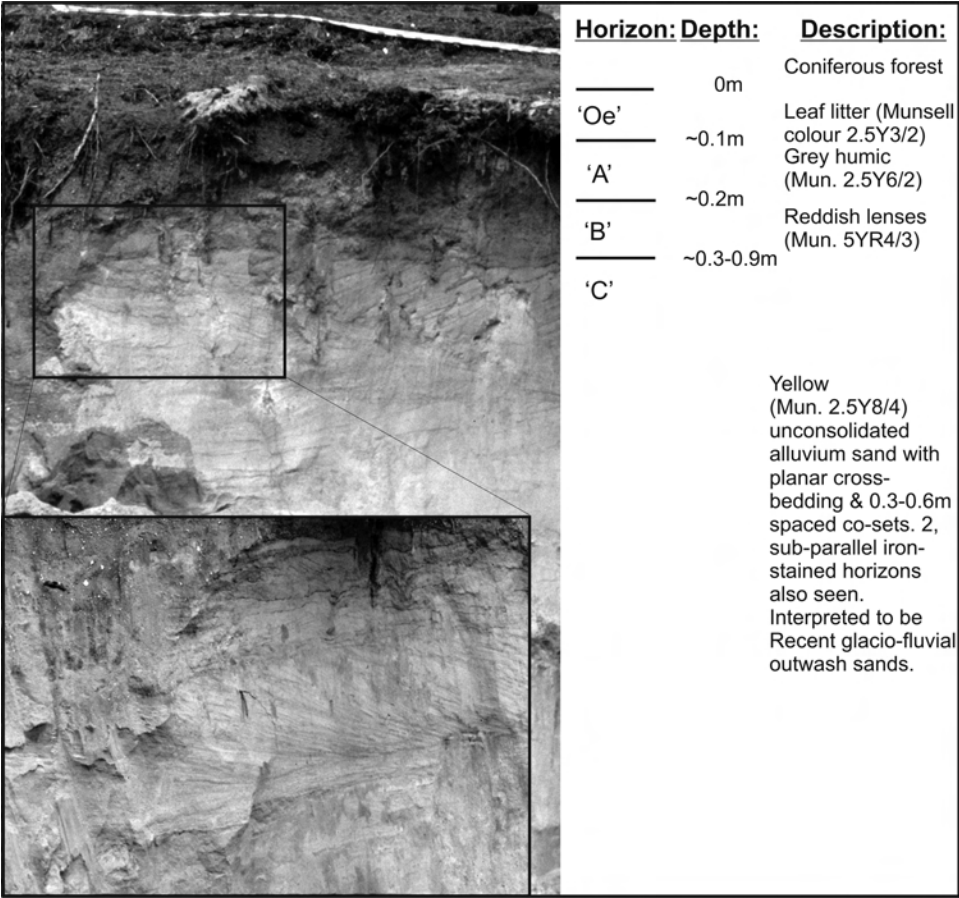 Horizon: Depth: Description:
Coniferous forest
0m
'Oe'
Leaf litter (Munsell
colour 2.5Y3/2)
~0.1m
Grey humic
(Mun. 2.5Y6/2)
'A'
~0.2m
Reddish lenses
(Mun. 5YR4/3)
'B'
~0.3-0.9m
'C'
Yellow
(Mun. 2.5Y8/4)
unconsolidated
alluvium sand with
planar cross-
bedding & 0.3-0.6m
spaced co-sets. 2,
sub-parallel iron-
stained horizons
also seen.
Interpreted to be
Recent glacio-fluvial
outwash sands.